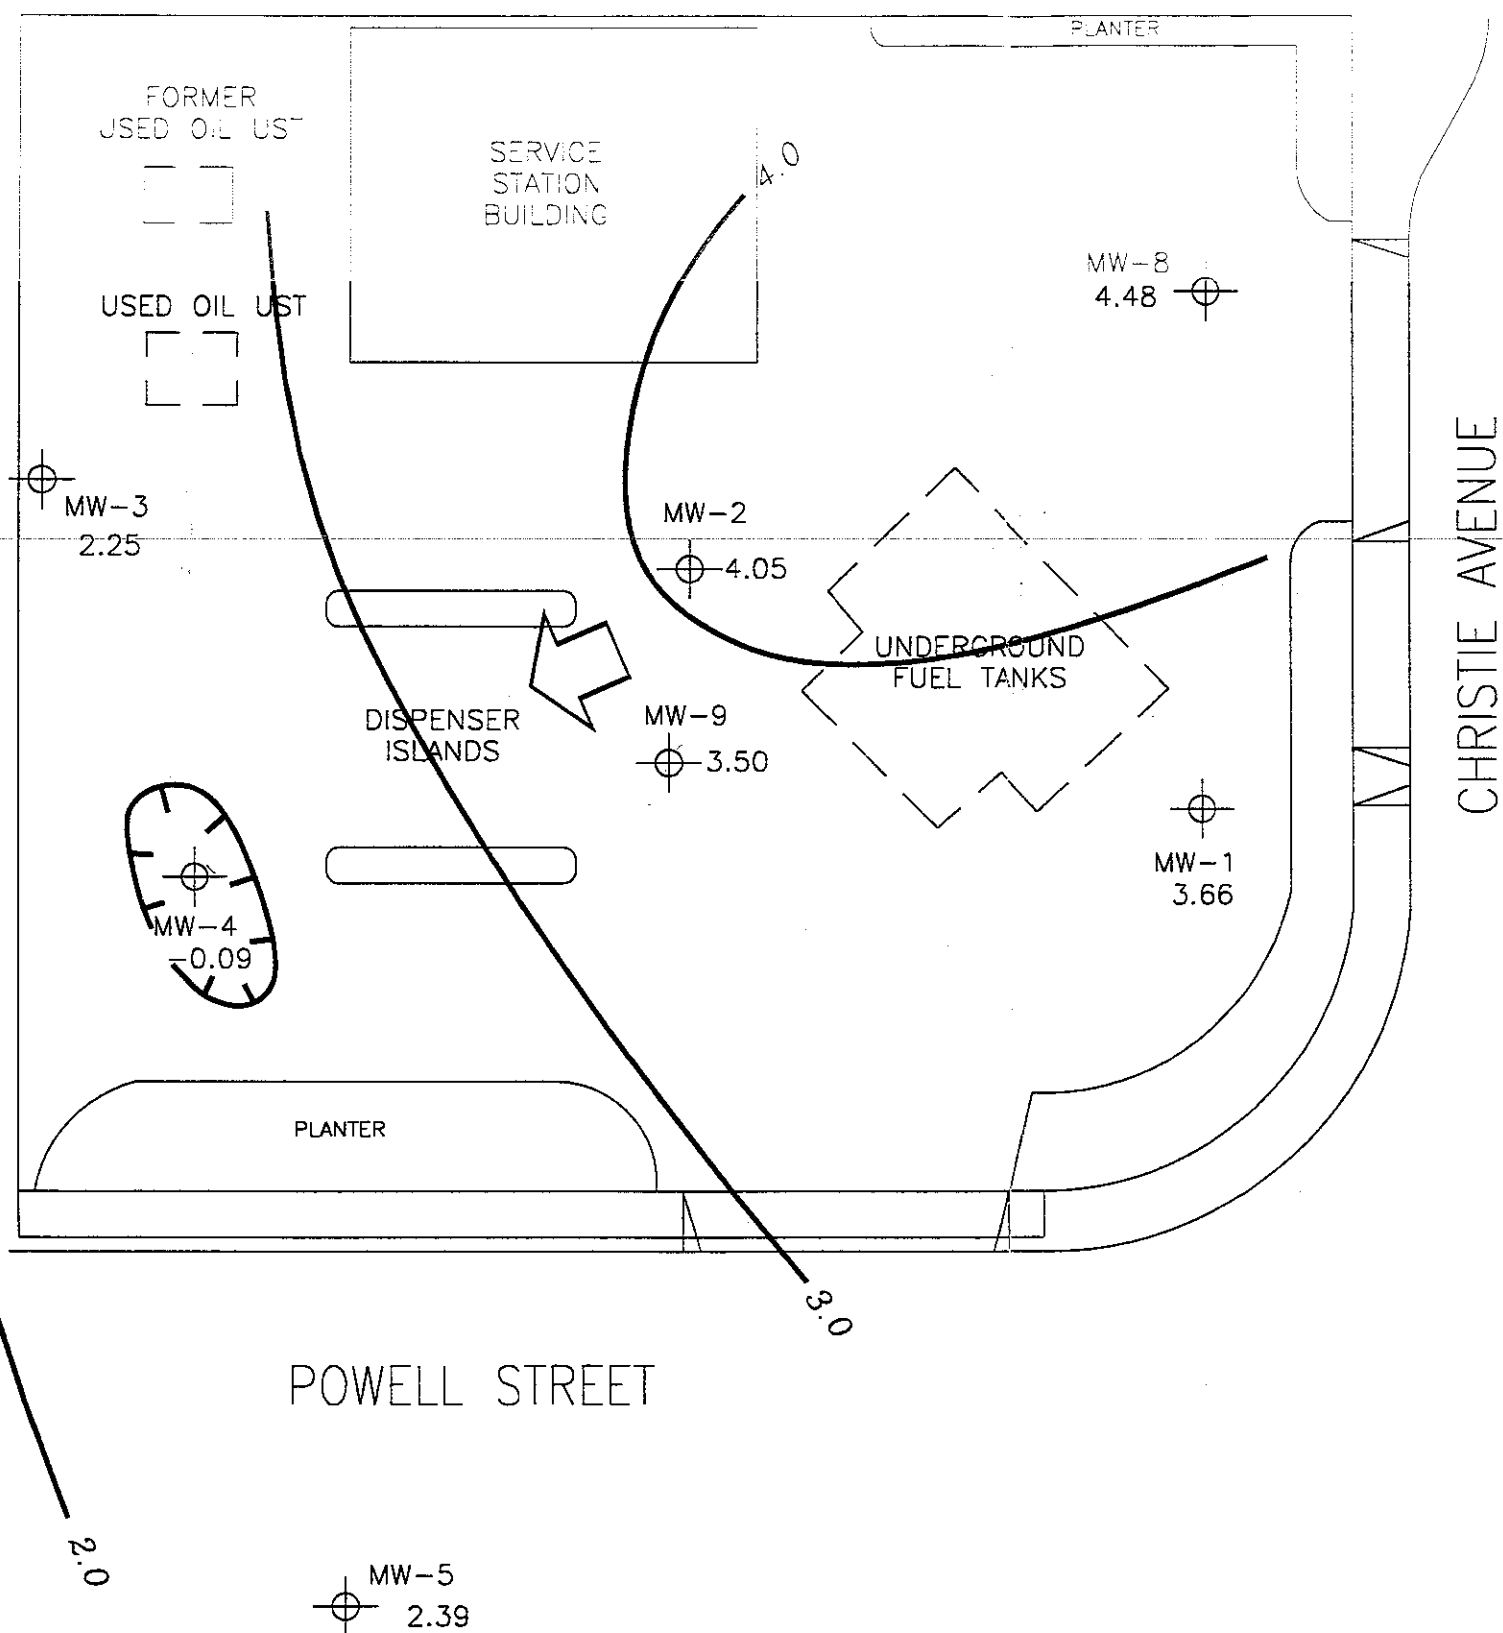 PLANTER
FORMER
USED OIL UST
SERVICE
STATION
BUILDING
4.0
MW-8
4.48
USED OIL UST
CHRISTIE AVENUE
MW-3
2.25
MW-2
4.05
UNDERGROUND
FUEL TANKS
DISPENSER
ISLANDS
MW-9
3.50
MW-1
3.66
MW-4
-0.09
PLANTER
3.0
POWELL STREET
2.0
MW-5
2.39